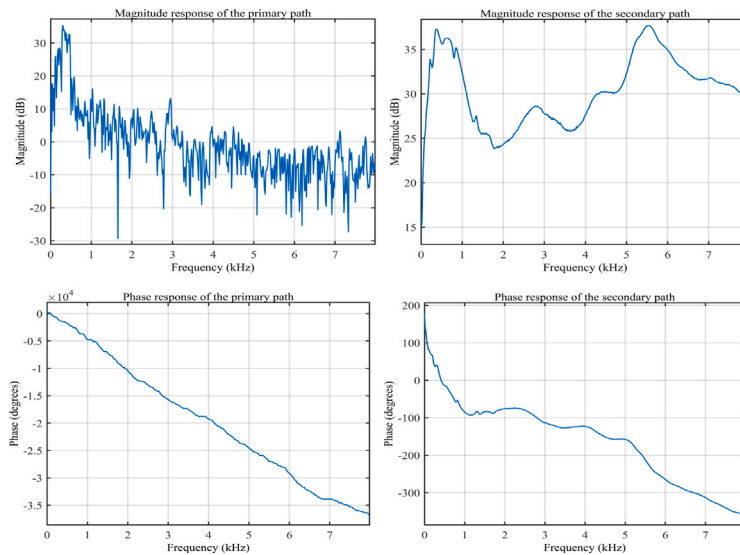 Magnitude response of the primary path
Magnitude (dB)
30
20
10
0
-10
-20
-30
0 1 2 3 4 5 6 7
Frequency (kHz)
Magnitude response of the secondary path
Magnitude (dB)
35
30
25
20
15
0 1 2 3 4 5 6 7
Frequency (kHz)
×10⁴
Phase response of the primary path
Phase (degrees)
0
-0.5
-1
-1.5
-2
-2.5
-3
-3.5
0 1 2 3 4 5 6 7
Frequency (kHz)
Phase response of the secondary path
Phase (degrees)
200
100
0
-100
-200
-300
0 1 2 3 4 5 6 7
Frequency (kHz)